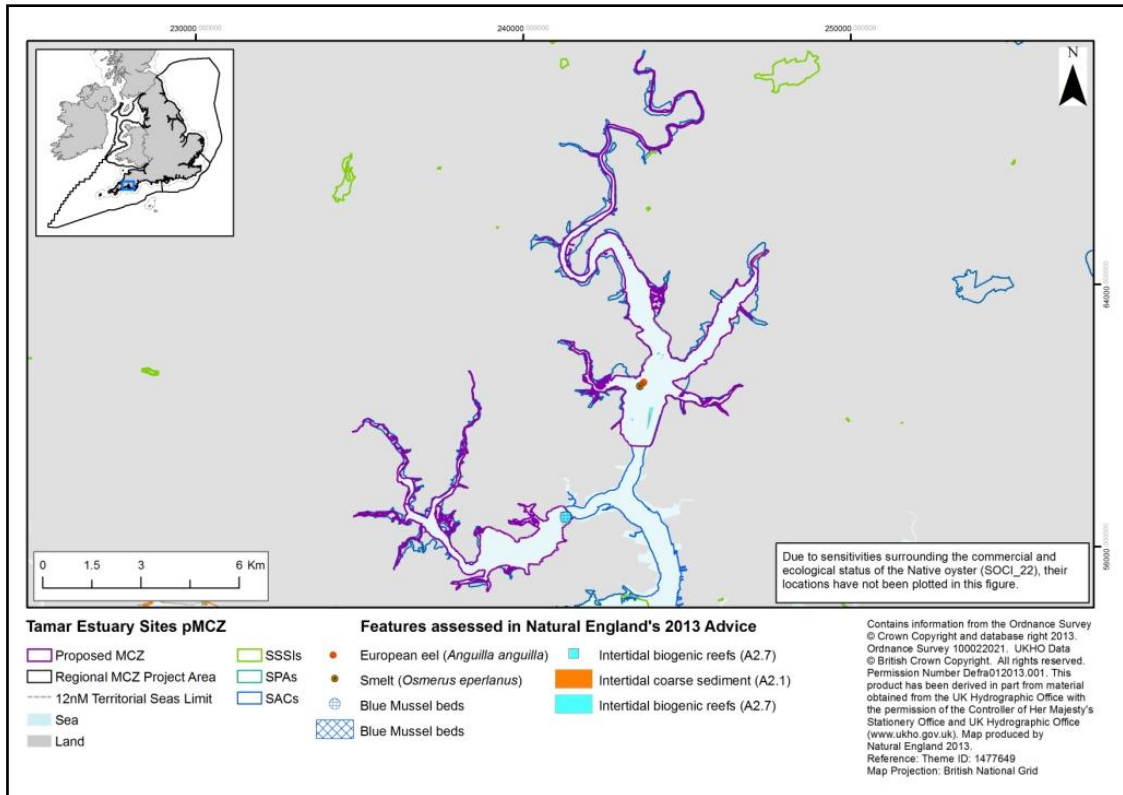 230000.000000
240000.000000
250000.000000
N
64000.000000
56000.000000
0 1.5 3 6 Km
Due to sensitivities surrounding the commercial and
ecological status of the Native oyster (SOCI_22), their
locations have not been plotted in this figure.
Tamar Estuary Sites pMCZ
Proposed MCZ
Regional MCZ Project Area
12nM Territorial Seas Limit
Sea
Land
SSSIs
SPAs
SACs
Features assessed in Natural England's 2013 Advice
European eel (Anguilla anguilla)
Smelt (Osmerus eperlanus)
Blue Mussel beds
Blue Mussel beds
Intertidal biogenic reefs (A2.7)
Intertidal coarse sediment (A2.1)
Intertidal biogenic reefs (A2.7)
Contains information from the Ordnance Survey
© Crown Copyright and database right 2013.
Ordnance Survey 100022021. UKHO Data
© British Crown Copyright. All rights reserved.
Permission Number Defra012013.001. This
product has been derived in part from material
obtained from the UK Hydrographic Office with
the permission of the Controller of Her Majesty's
Stationery Office and UK Hydrographic Office
(www.ukho.gov.uk). Map produced by
Natural England 2013.
Reference: Theme ID: 1477649
Map Projection: British National Grid